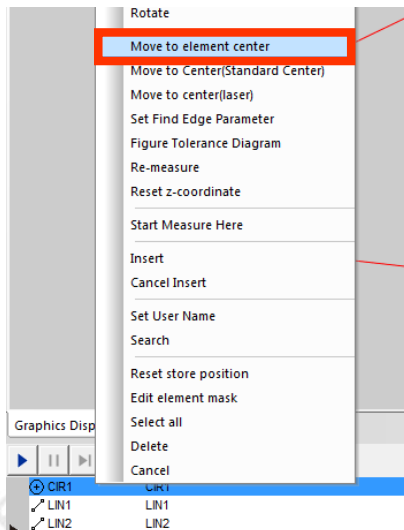 Rotate
Move to element center
Move to Center(Standard Center)
Move to center(laser)
Set Find Edge Parameter
Figure Tolerance Diagram
Re-measure
Reset z-coordinate
Start Measure Here
Insert
Cancel Insert
Set User Name
Search
Reset store position
Edit element mask
Select all
Graphics Disp
Delete
Cancel
CIR1 CIR1
LIN1 LIN1
LIN2 LIN2